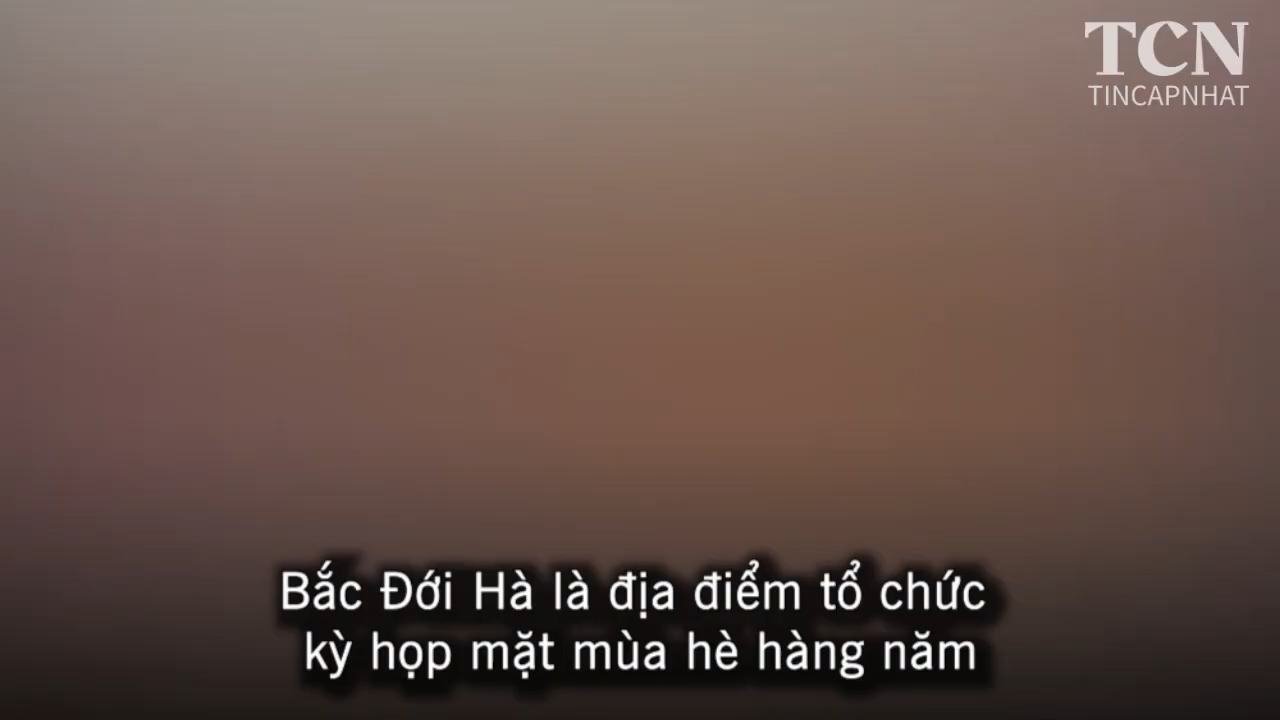 TCN
TINCAPNHAT
Bắc Đới Hà là địa điểm tổ chức
kỳ họp mặt mùa hè hàng năm